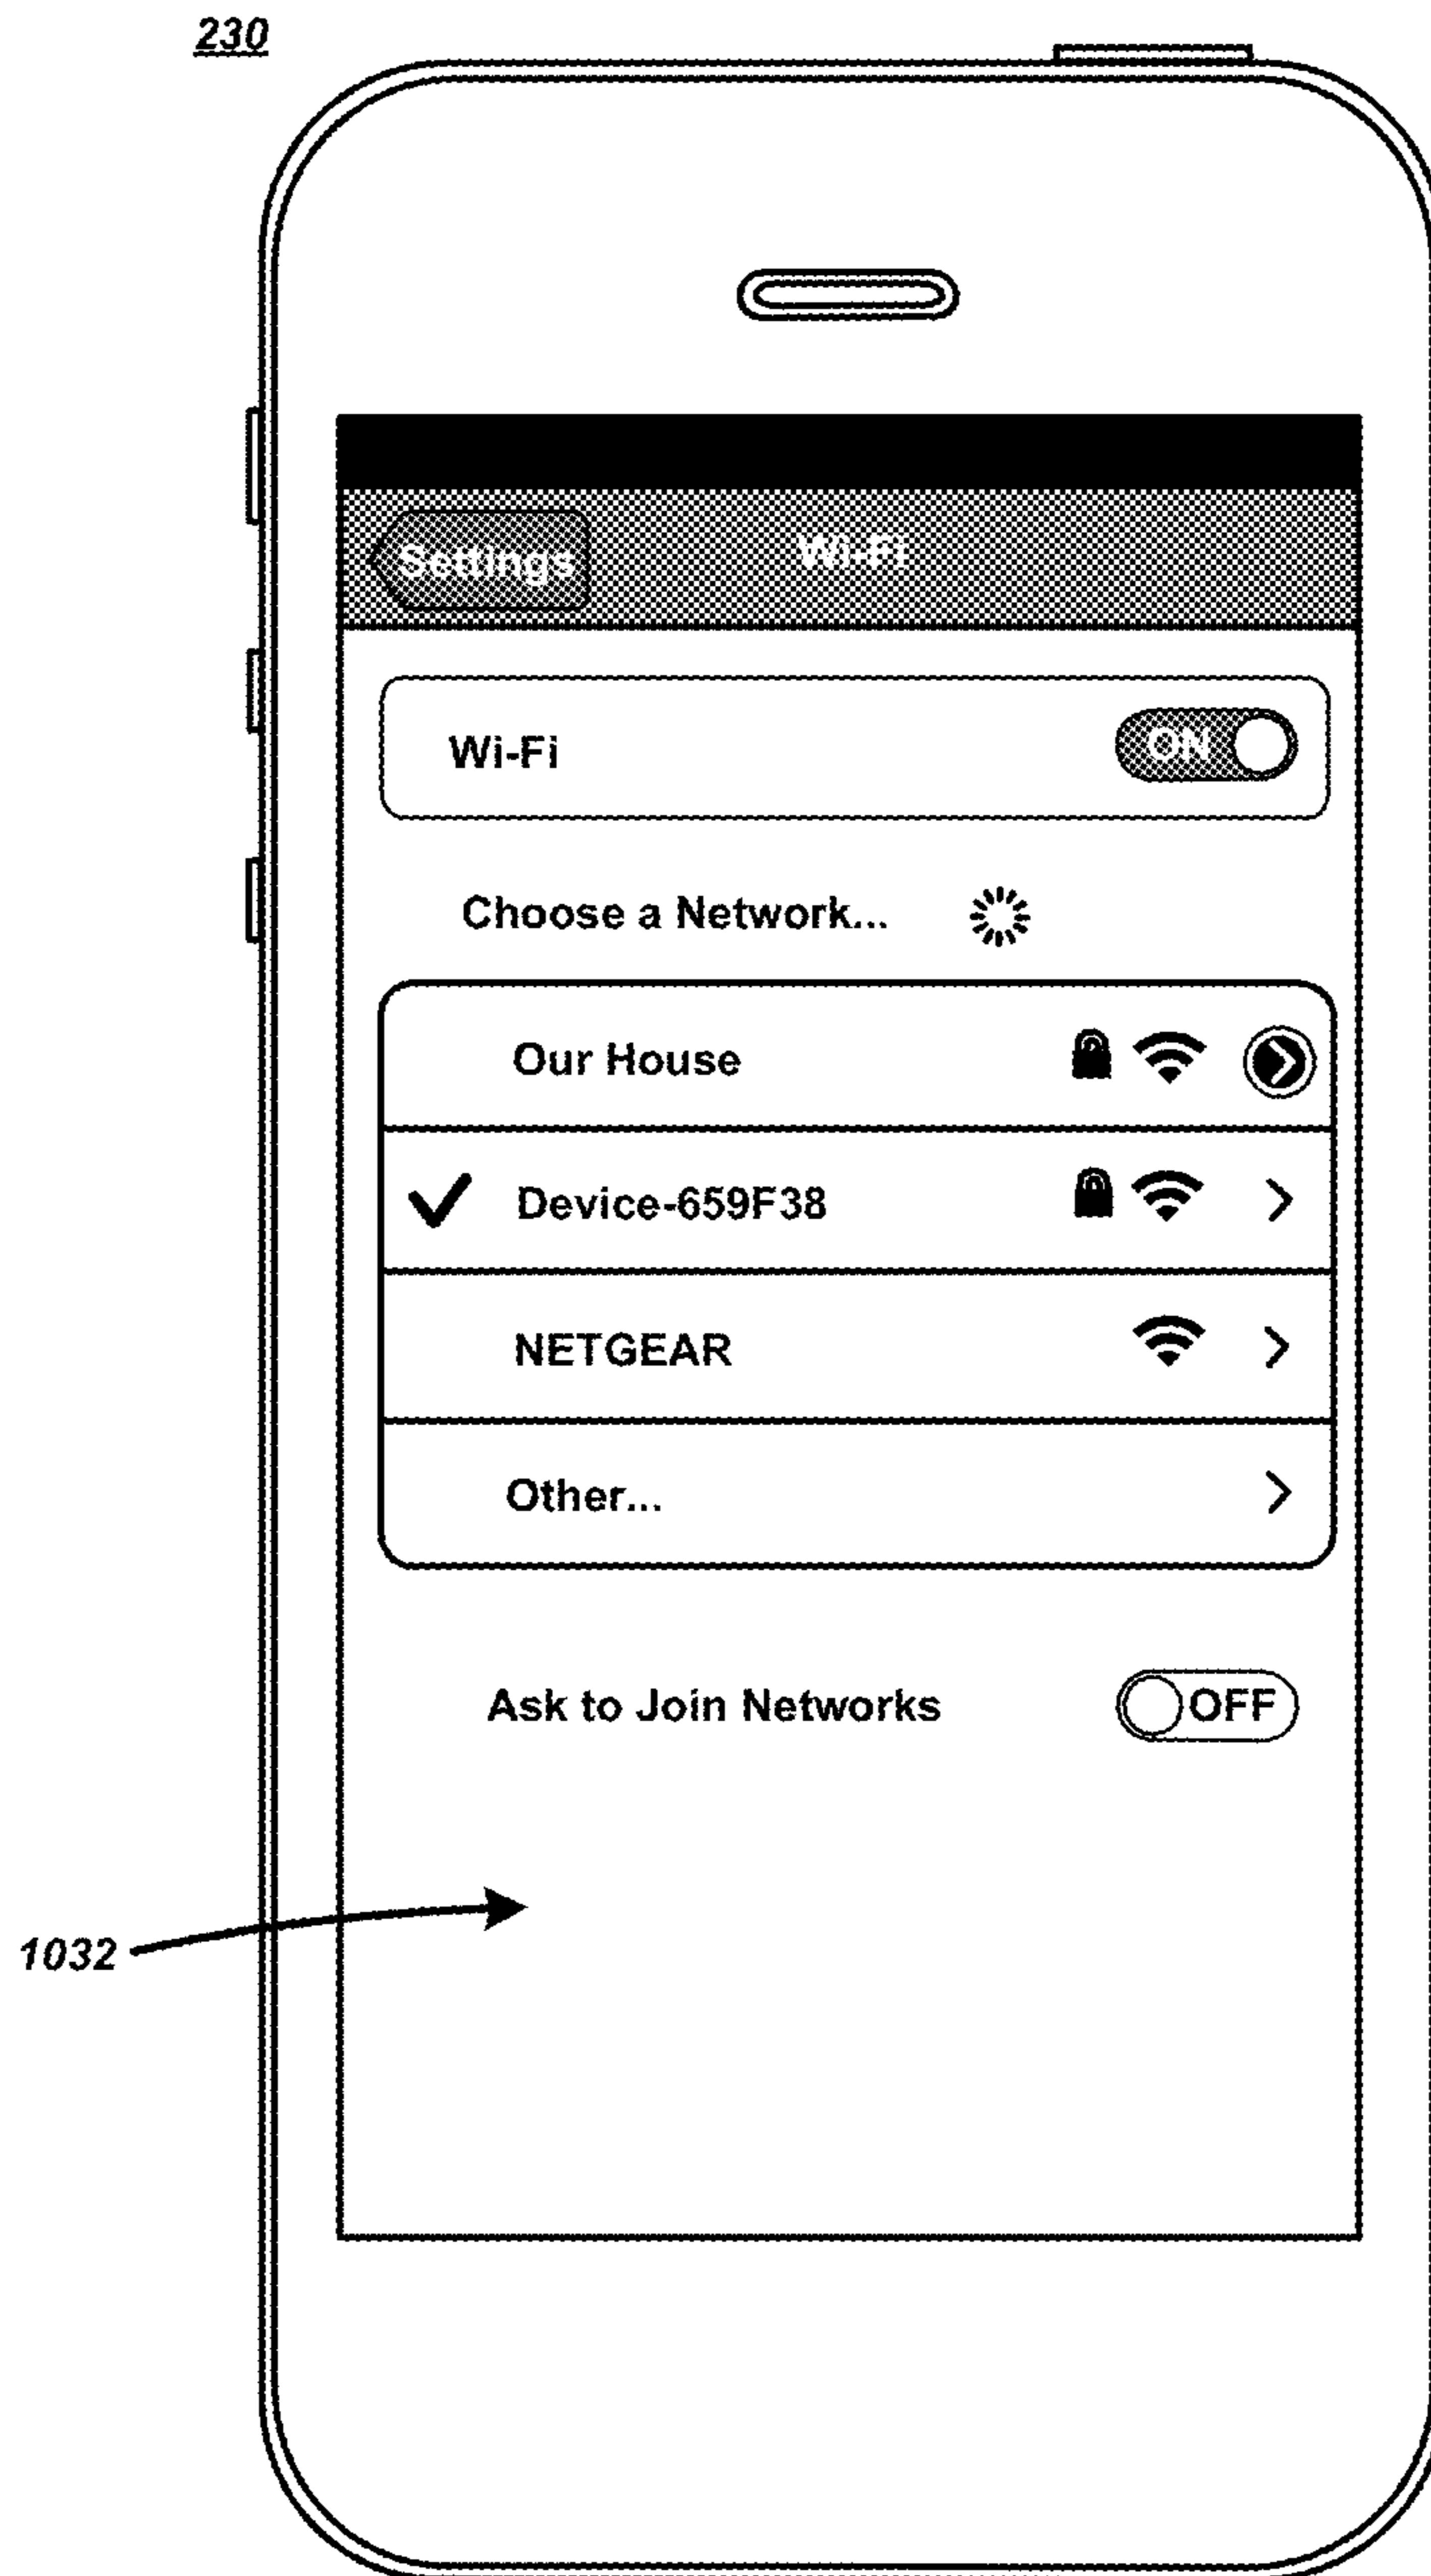 230
Settings Wi-Fi
Wi-Fi ON
Choose a Network...
Our House
Device-659F38
NETGEAR
Other...
Ask to Join Networks OFF
1032